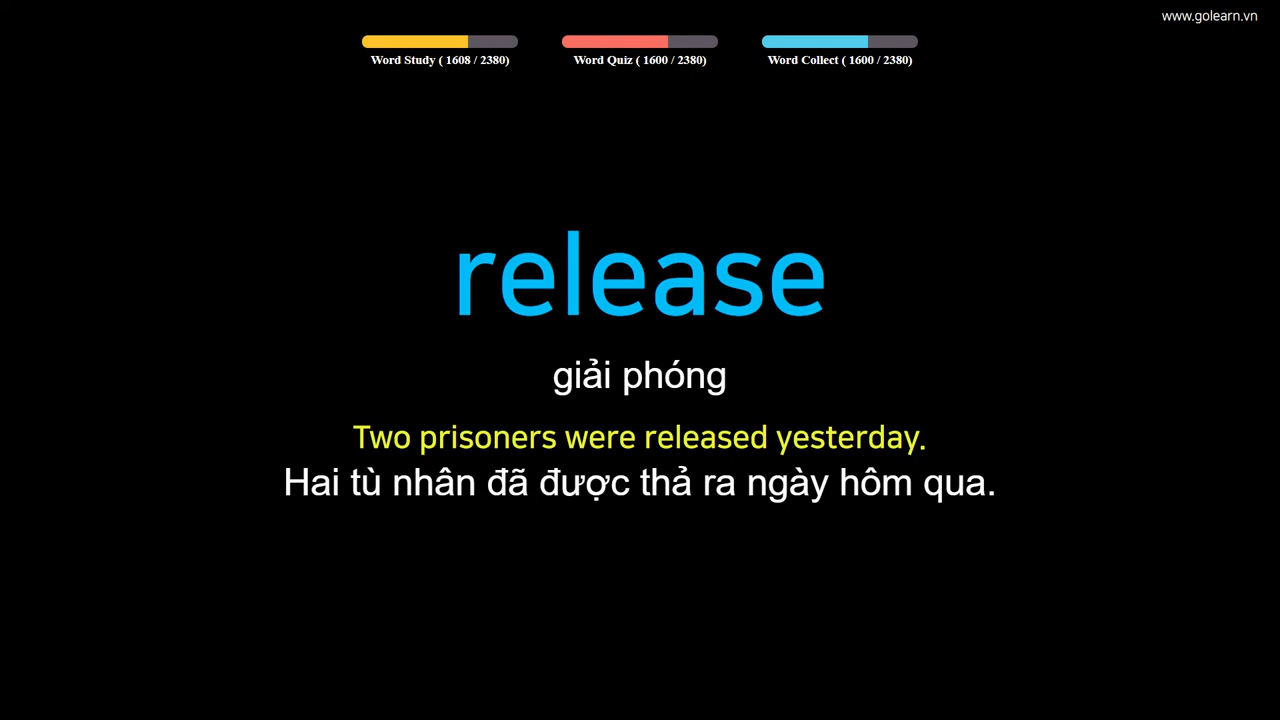 www.golearn.vn
Word Study ( 1608 / 2380)
Word Quiz ( 1600 / 2380)
Word Collect ( 1600 / 2380)
release
giải phóng
Two prisoners were released yesterday.
Hai tù nhân đã được thả ra ngày hôm qua.